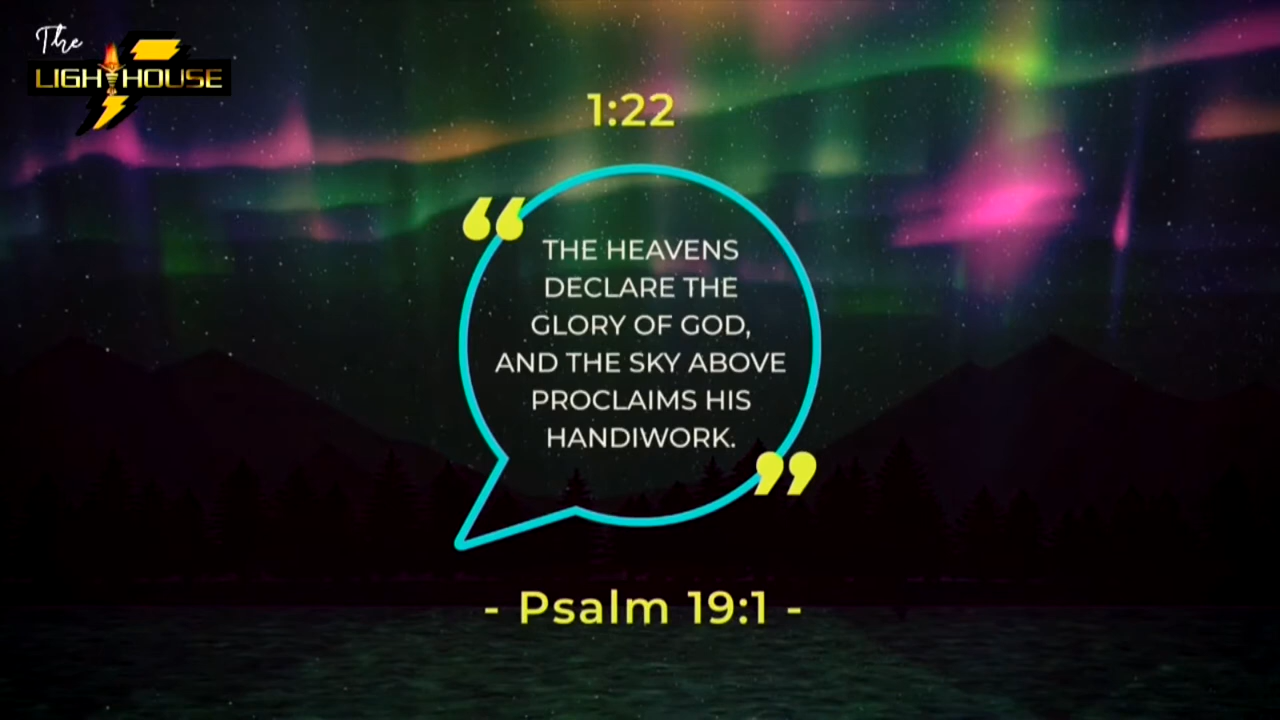 The
LIGHTHOUSE
1:22
“
THE HEAVENS
DECLARE THE
GLORY OF GOD,
AND THE SKY ABOVE
PROCLAIMS HIS
HANDIWORK.
”
- Psalm 19:1 -